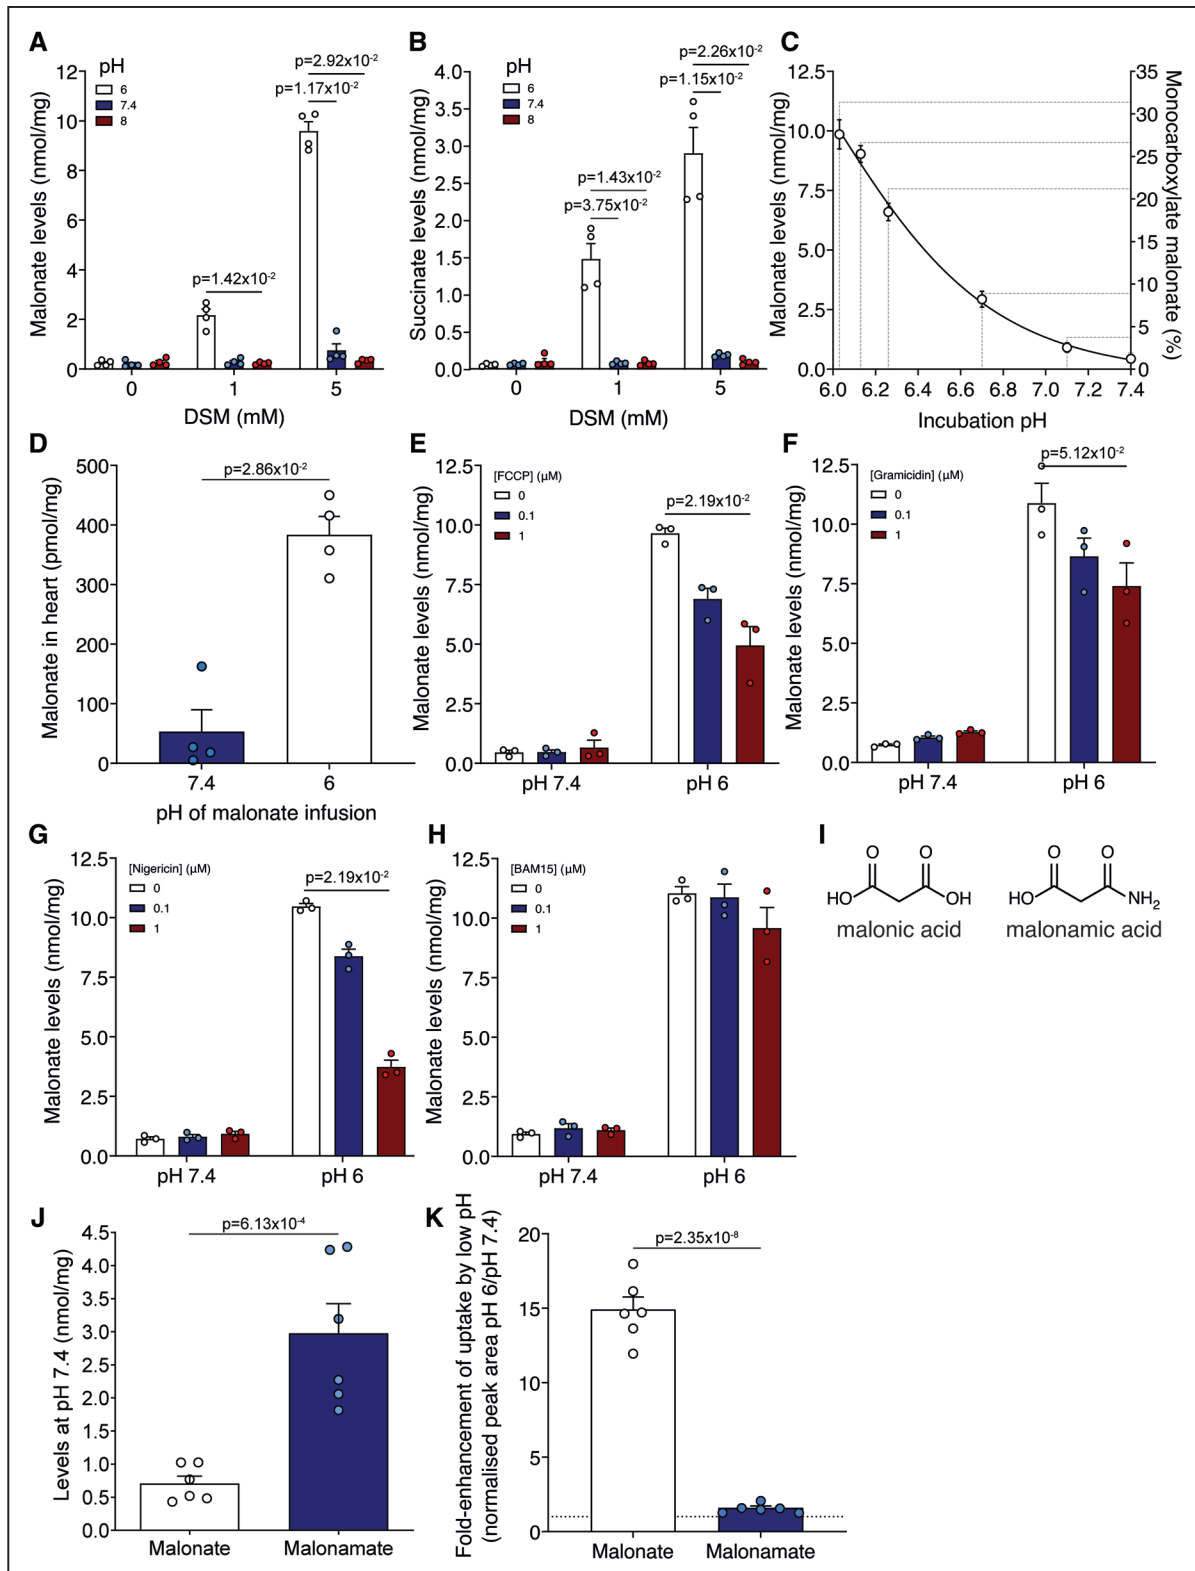 A
pH
6
7.4
8
p=2.92x10-2
p=1.17x10-2
p=1.42x10-2
Malonate levels (nmol/mg)
12
10
8
6
4
2
0
0 1 5
DSM (mM)
B
pH
6
7.4
8
p=2.26x10-2
p=1.15x10-2
p=1.43x10-2
p=3.75x10-2
Succinate levels (nmol/mg)
4.0
3.5
3.0
2.5
2.0
1.5
1.0
0.5
0.0
0 1 5
DSM (mM)
C
Malonate levels (nmol/mg)
12.5
10.0
7.5
5.0
2.5
0.0
6.0 6.2 6.4 6.6 6.8 7.0 7.2 7.4
Incubation pH
35
30
25
20
15
10
5
0
Monocarboxylate malonate (%)
D
p=2.86x10-2
Malonate in heart (pmol/mg)
500
400
300
200
100
0
7.4 6
pH of malonate infusion
E
[FCCP] (µM)
0
0.1
1
p=2.19x10-2
Malonate levels (nmol/mg)
12.5
10.0
7.5
5.0
2.5
0.0
pH 7.4 pH 6
F
[Gramicidin] (µM)
0
0.1
1
p=5.12x10-2
Malonate levels (nmol/mg)
12.5
10.0
7.5
5.0
2.5
0.0
pH 7.4 pH 6
G
[Nigericin] (µM)
0
0.1
1
p=2.19x10-2
Malonate levels (nmol/mg)
12.5
10.0
7.5
5.0
2.5
0.0
pH 7.4 pH 6
H
[BAM15] (µM)
0
0.1
1
Malonate levels (nmol/mg)
12.5
10.0
7.5
5.0
2.5
0.0
pH 7.4 pH 6
I
O O
HO OH
malonic acid
O O
HO NH2
malonamic acid
J
p=6.13x10-4
Levels at pH 7.4 (nmol/mg)
4.5
4.0
3.5
3.0
2.5
2.0
1.5
1.0
0.5
0.0
Malonate Malonamate
K
p=2.35x10-8
Fold-enhancement of uptake by low pH
(normalised peak area pH 6/pH 7.4)
20
15
10
5
0
Malonate Malonamate